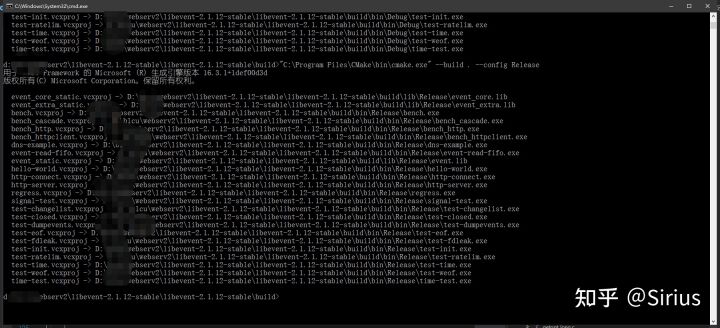 C:\Windows\System32\cmd.exe
test-init.vcxproj -> D:\webserv2\libevent-2.1.12-stable\libevent-2.1.12-stable\build\bin\Debug\test-init.exe
test-ratelim.vcxproj -> D:\webserv2\libevent-2.1.12-stable\libevent-2.1.12-stable\build\bin\Debug\test-ratelim.exe
test-time.vcxproj -> D:\webserv2\libevent-2.1.12-stable\libevent-2.1.12-stable\build\bin\Debug\test-time.exe
test-weof.vcxproj -> D:\webserv2\libevent-2.1.12-stable\libevent-2.1.12-stable\build\bin\Debug\test-weof.exe
time-test.vcxproj -> D:\webserv2\libevent-2.1.12-stable\libevent-2.1.12-stable\build\bin\Debug\time-test.exe
webserv2\libevent-2.1.12-stable\libevent-2.1.12-stable\build>"C:\Program Files\CMake\bin\cmake.exe" --build . --config Release
用于 Framework 的 Microsoft (R) 生成引擎版本 16.3.1+1def00d3d
版权所有(C) Microsoft Corporation。保留所有权利。
event_core_static.vcxproj -> D:\webserv2\libevent-2.1.12-stable\libevent-2.1.12-stable\build\lib\Release\event_core.lib
event_extra_static.vcxproj -> D:\webserv2\libevent-2.1.12-stable\libevent-2.1.12-stable\build\lib\Release\event_extra.lib
bench.vcxproj -> D:\webserv2\libevent-2.1.12-stable\libevent-2.1.12-stable\build\bin\Release\bench.exe
bench_cascade.vcxproj -> webserv2\libevent-2.1.12-stable\libevent-2.1.12-stable\build\bin\Release\bench_cascade.exe
bench_http.vcxproj -> webserv2\libevent-2.1.12-stable\libevent-2.1.12-stable\build\bin\Release\bench_http.exe
bench_httpclient.vcxproj -> webserv2\libevent-2.1.12-stable\libevent-2.1.12-stable\build\bin\Release\bench_httpclient.exe
dns-example.vcxproj -> D:\webserv2\libevent-2.1.12-stable\libevent-2.1.12-stable\build\bin\Release\dns-example.exe
event-read-fifo.vcxproj -> webserv2\libevent-2.1.12-stable\libevent-2.1.12-stable\build\bin\Release\event-read-fifo.exe
event_static.vcxproj -> webserv2\libevent-2.1.12-stable\libevent-2.1.12-stable\build\lib\Release\event.lib
hello-world.vcxproj -> webserv2\libevent-2.1.12-stable\libevent-2.1.12-stable\build\bin\Release\hello-world.exe
http-connect.vcxproj -> webserv2\libevent-2.1.12-stable\libevent-2.1.12-stable\build\bin\Release\http-connect.exe
http-server.vcxproj -> webserv2\libevent-2.1.12-stable\libevent-2.1.12-stable\build\bin\Release\http-server.exe
regress.vcxproj -> D:\webserv2\libevent-2.1.12-stable\libevent-2.1.12-stable\build\bin\Release\regress.exe
signal-test.vcxproj -> webserv2\libevent-2.1.12-stable\libevent-2.1.12-stable\build\bin\Release\signal-test.exe
test-changelist.vcxproj -> webserv2\libevent-2.1.12-stable\libevent-2.1.12-stable\build\bin\Release\test-changelist.exe
test-closed.vcxproj -> webserv2\libevent-2.1.12-stable\libevent-2.1.12-stable\build\bin\Release\test-closed.exe
test-dumpevents.vcxproj -> webserv2\libevent-2.1.12-stable\libevent-2.1.12-stable\build\bin\Release\test-dumpevents.exe
test-eof.vcxproj -> D:\webserv2\libevent-2.1.12-stable\libevent-2.1.12-stable\build\bin\Release\test-eof.exe
test-fdleak.vcxproj -> webserv2\libevent-2.1.12-stable\libevent-2.1.12-stable\build\bin\Release\test-fdleak.exe
test-init.vcxproj -> D:\webserv2\libevent-2.1.12-stable\libevent-2.1.12-stable\build\bin\Release\test-init.exe
test-ratelim.vcxproj -> webserv2\libevent-2.1.12-stable\libevent-2.1.12-stable\build\bin\Release\test-ratelim.exe
test-time.vcxproj -> D:\webserv2\libevent-2.1.12-stable\libevent-2.1.12-stable\build\bin\Release\test-time.exe
test-weof.vcxproj -> D:\webserv2\libevent-2.1.12-stable\libevent-2.1.12-stable\build\bin\Release\test-weof.exe
time-test.vcxproj -> D:\webserv2\libevent-2.1.12-stable\libevent-2.1.12-stable\build\bin\Release\time-test.exe
webserv2\libevent-2.1.12-stable\libevent-2.1.12-stable\build>
知乎 @Sirius